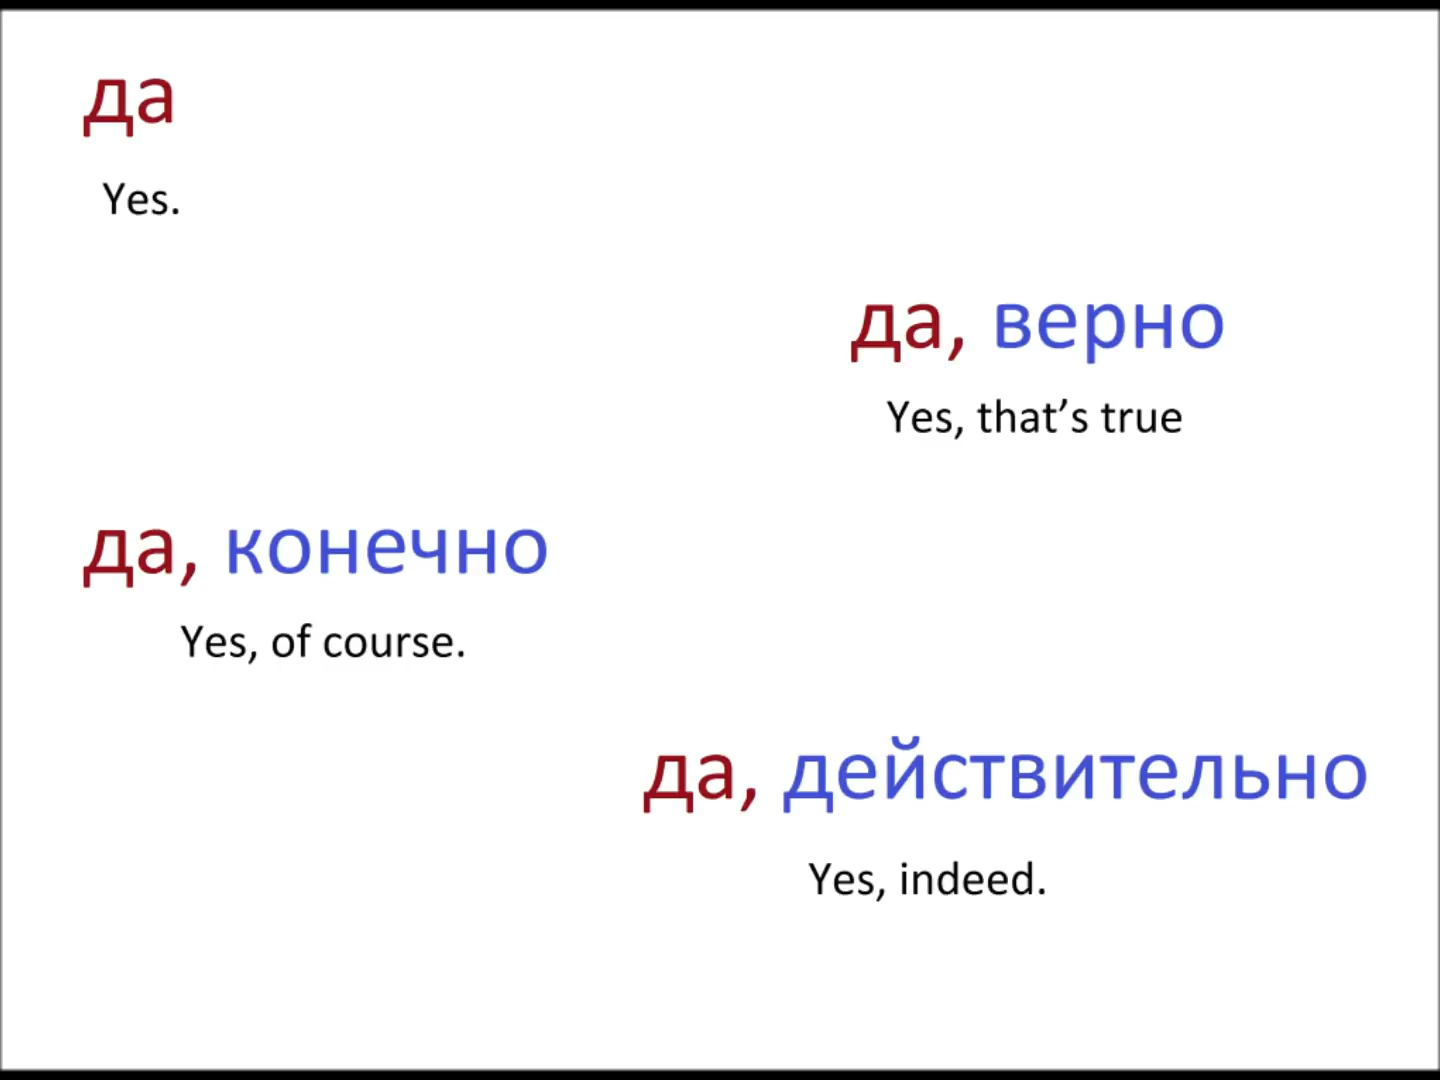 да
Yes.
да, верно
Yes, that’s true
да, конечно
Yes, of course.
да, действительно
Yes, indeed.